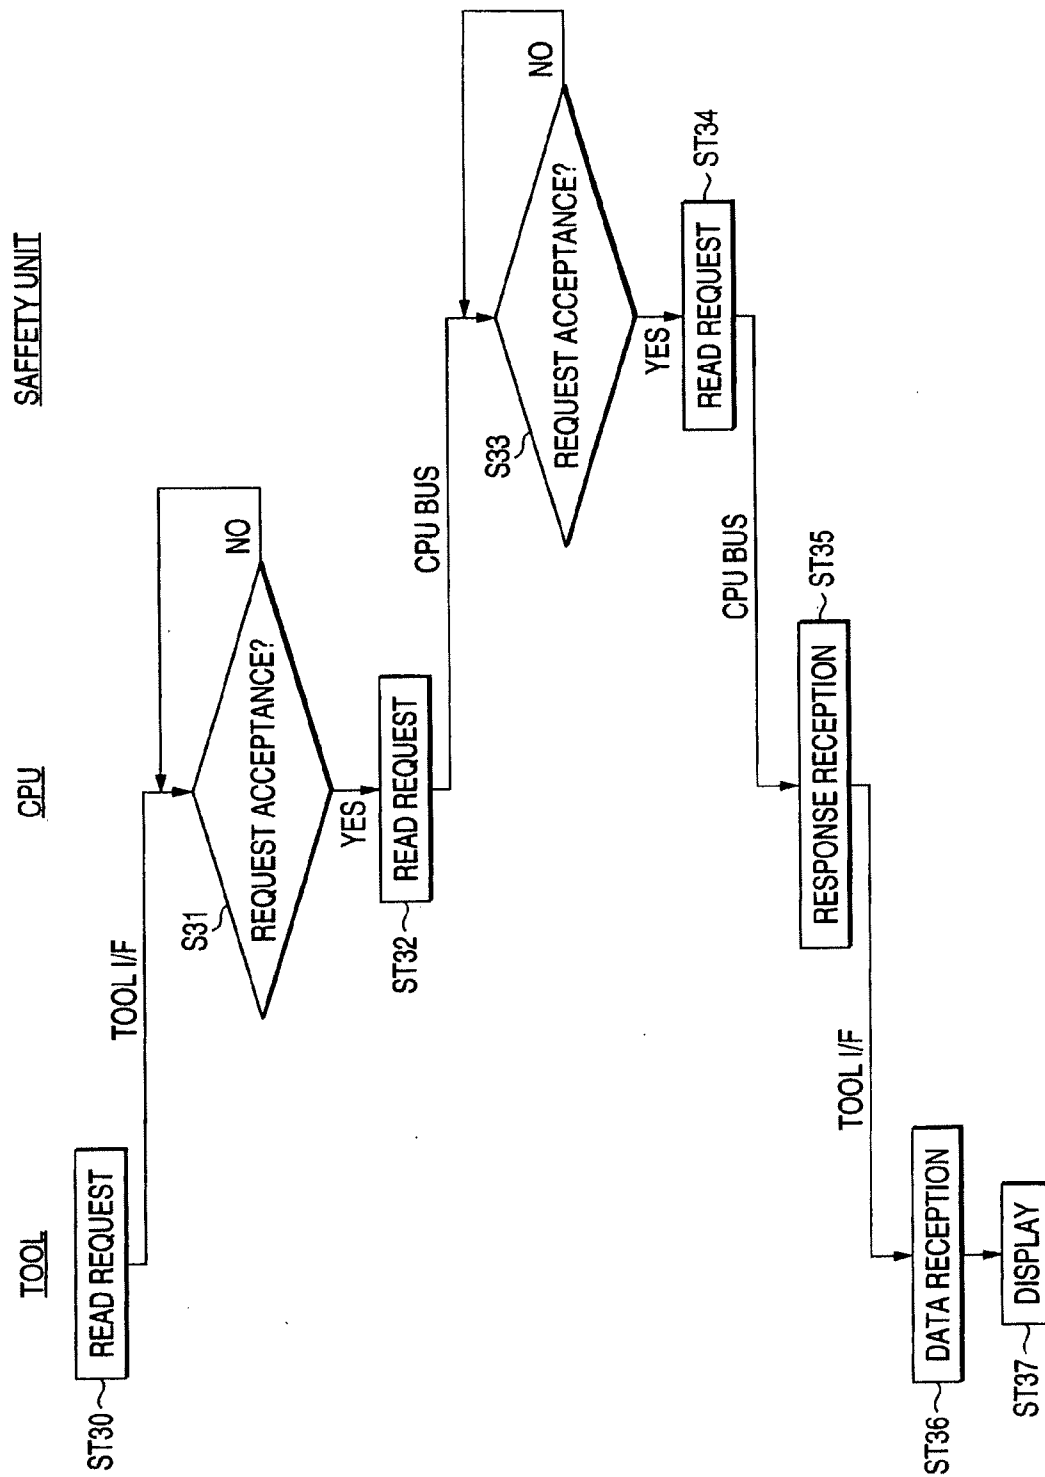 TOOL
CPU
SAFFETY UNIT
ST30
READ REQUEST
TOOL I/F
S31
REQUEST ACCEPTANCE?
NO
YES
ST32
READ REQUEST
CPU BUS
S33
REQUEST ACCEPTANCE?
NO
YES
READ REQUEST
ST34
CPU BUS
RESPONSE RECEPTION
ST35
TOOL I/F
ST36
DATA RECEPTION
ST37
DISPLAY